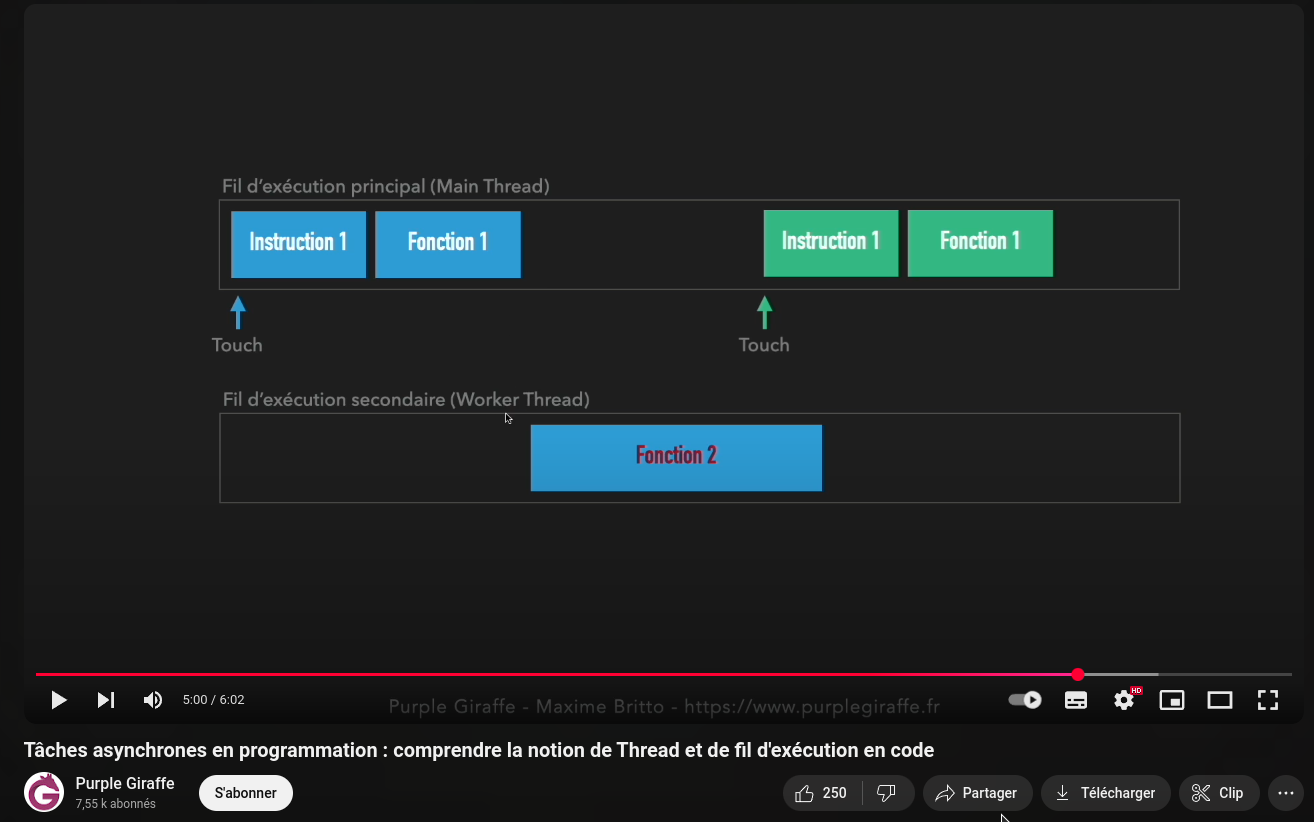 Fil d’exécution principal (Main Thread)
Instruction 1 Fonction 1 Instruction 1 Fonction 1
Touch Touch
Fil d’exécution secondaire (Worker Thread)
Fonction 2
5:00 / 6:02
HD
Purple Giraffe - Maxime Britto - https://www.purplegiraffe.fr
Tâches asynchrones en programmation : comprendre la notion de Thread et de fil d'exécution en code
Purple Giraffe
7,55 k abonnés
S'abonner
250
Partager
Télécharger
Clip